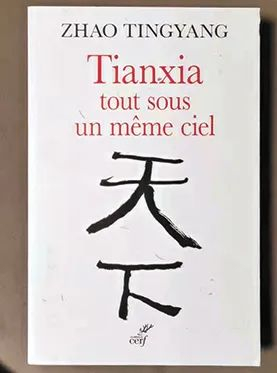 ZHAO TINGYANG
Tianxia
tout sous
un même ciel
天
下
cerf